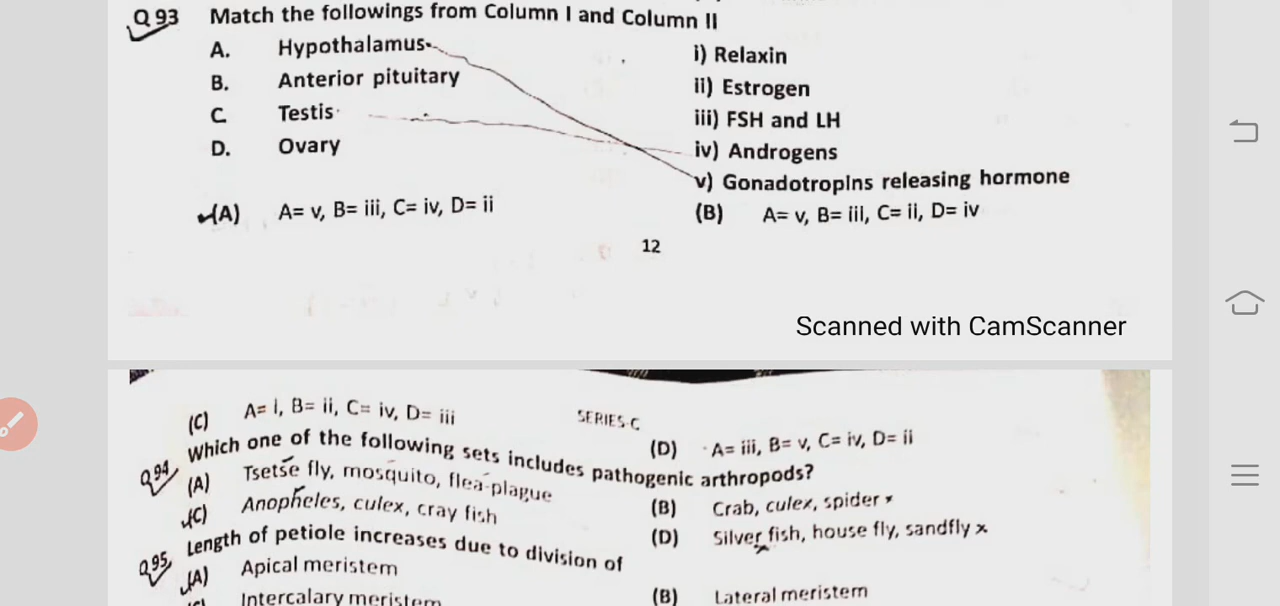 Q 93 Match the followings from Column I and Column II
A. Hypothalamus i) Relaxin
B. Anterior pituitary ii) Estrogen
C. Testis iii) FSH and LH
D. Ovary iv) Androgens
v) Gonadotropins releasing hormone
(A) A= v, B= iii, C= iv, D= ii (B) A= v, B= iii, C= ii, D= iv
12
Scanned with CamScanner
SERIES-C
(C) A= i, B= ii, C= iv, D= iii (D) A= iii, B= v, C= iv, D= ii
Q94 Which one of the following sets includes pathogenic arthropods?
(A) Tsetse fly, mosquito, flea-plague (B) Crab, culex, spider
(C) Anopheles, culex, cray fish (D) Silver fish, house fly, sandfly
Q95 Length of petiole increases due to division of
(A) Apical meristem (B) Lateral meristem
Intercalary meristem